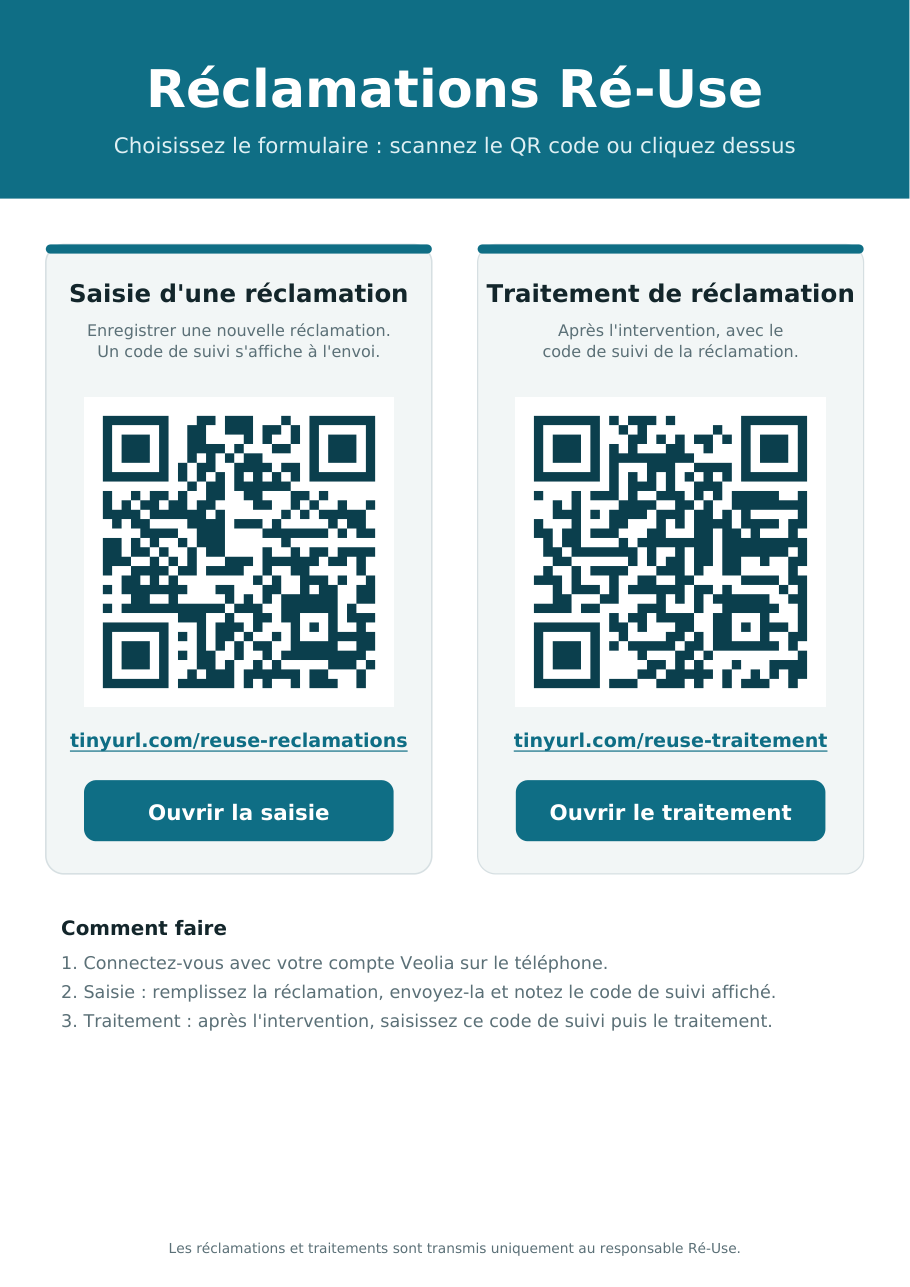 Réclamations Ré-Use
Choisissez le formulaire : scannez le QR code ou cliquez dessus
Saisie d'une réclamation
Enregistrer une nouvelle réclamation.
Un code de suivi s'affiche à l'envoi.
tinyurl.com/reuse-reclamations
Ouvrir la saisie
Traitement de réclamation
Après l'intervention, avec le
code de suivi de la réclamation.
tinyurl.com/reuse-traitement
Ouvrir le traitement
Comment faire
1. Connectez-vous avec votre compte Veolia sur le téléphone.
2. Saisie : remplissez la réclamation, envoyez-la et notez le code de suivi affiché.
3. Traitement : après l'intervention, saisissez ce code de suivi puis le traitement.
Les réclamations et traitements sont transmis uniquement au responsable Ré-Use.